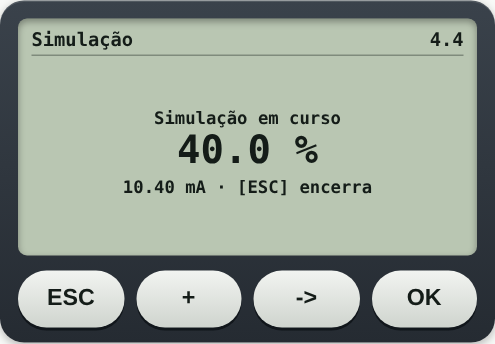 Simulação 4.4
Simulação em curso
40.0 %
10.40 mA · [ESC] encerra
ESC + -> OK